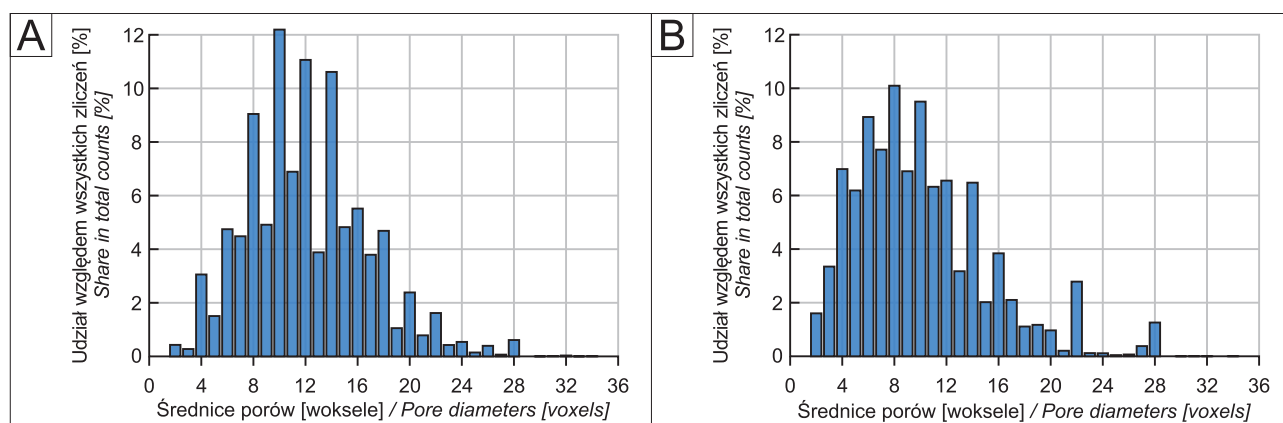 A
Udział względem wszystkich zliczeń [%]
Share in total counts [%]
12
10
8
6
4
2
0
0 4 8 12 16 20 24 28 32 36
Średnice porów [woksele] / Pore diameters [voxels]
B
Udział względem wszystkich zliczeń [%]
Share in total counts [%]
12
10
8
6
4
2
0
0 4 8 12 16 20 24 28 32 36
Średnice porów [woksele] / Pore diameters [voxels]